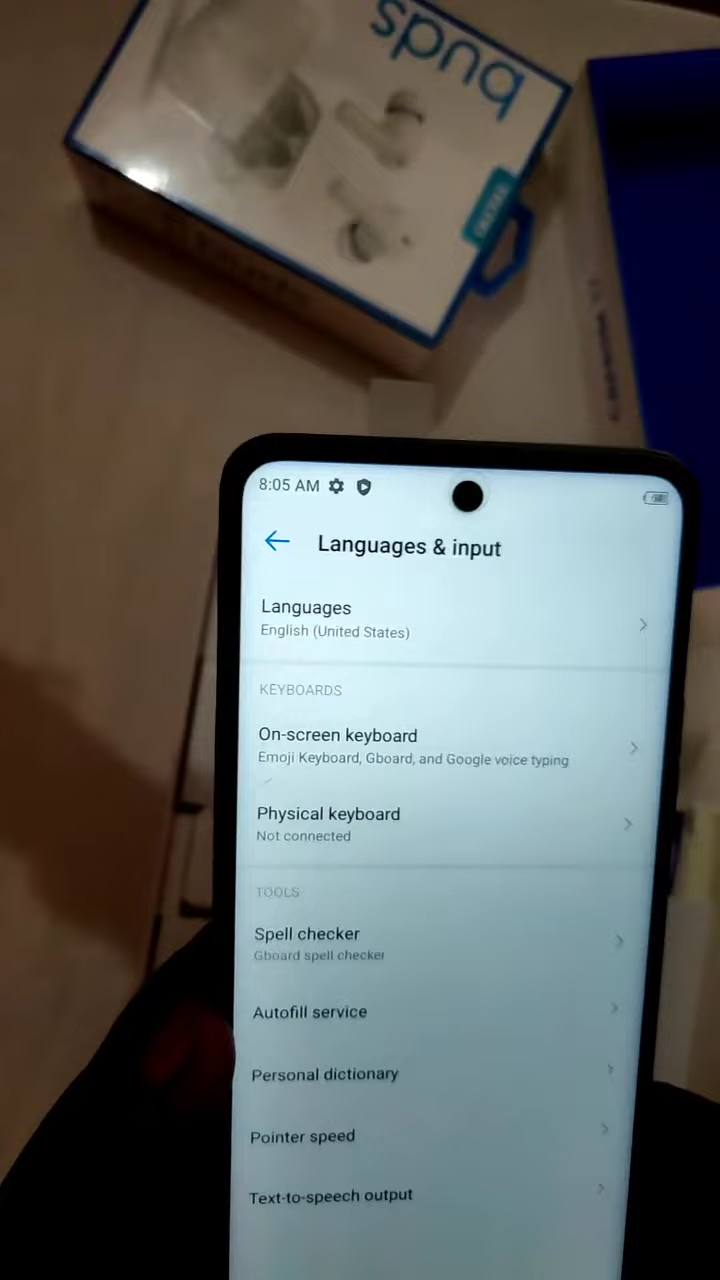 buds
8:05 AM
Languages & input
Languages
English (United States)
KEYBOARDS
On-screen keyboard
Emoji Keyboard, Gboard, and Google voice typing
Physical keyboard
Not connected
TOOLS
Spell checker
Gboard spell checker
Autofill service
Personal dictionary
Pointer speed
Text-to-speech output